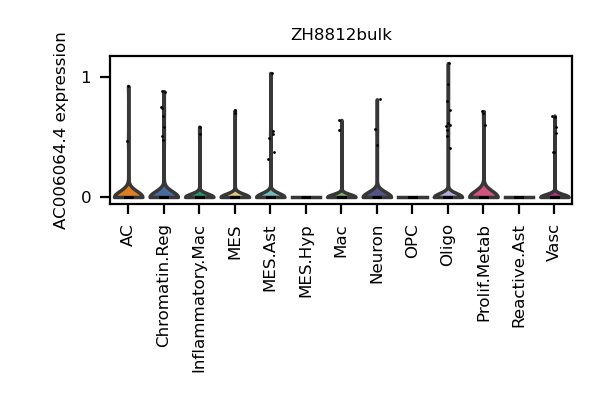 ZH8812bulk
AC006064.4 expression
1
0
AC
Chromatin.Reg
Inflammatory.Mac
MES
MES.Ast
MES.Hyp
Mac
Neuron
OPC
Oligo
Prolif.Metab
Reactive.Ast
Vasc